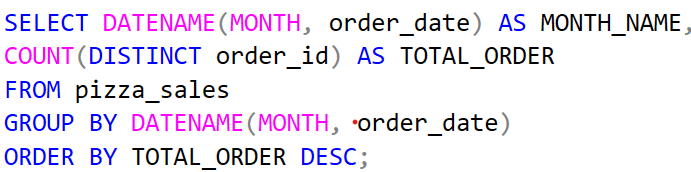 SELECT DATENAME(MONTH, order_date) AS MONTH_NAME,
COUNT(DISTINCT order_id) AS TOTAL_ORDER
FROM pizza_sales
GROUP BY DATENAME(MONTH, order_date)
ORDER BY TOTAL_ORDER DESC;